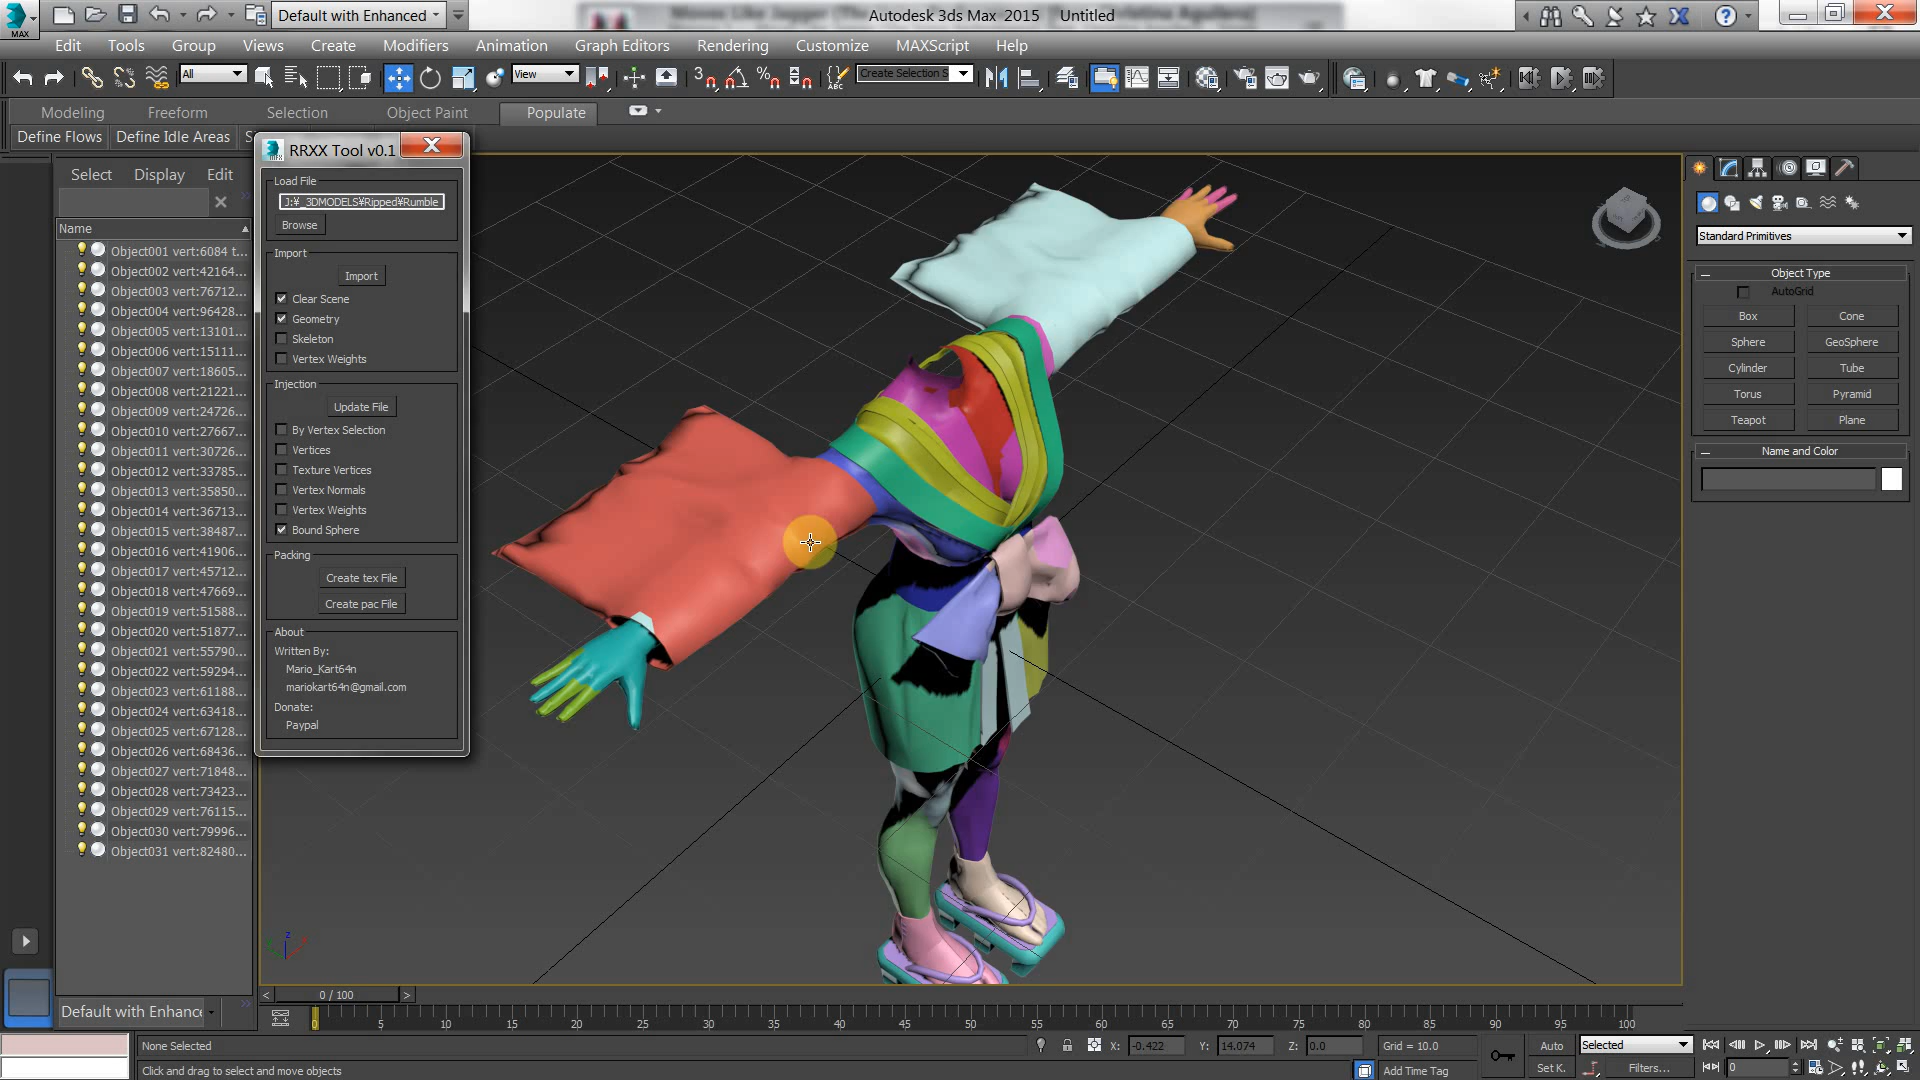 Default with Enhanced
Autodesk 3ds Max 2015 Untitled
MAX
Edit Tools Group Views Create Modifiers Animation Graph Editors Rendering Customize MAXScript Help
All
View
Create Selection S
Modeling Freeform Selection Object Paint Populate
Define Flows Define Idle Areas S
RRXX Tool v0.1
Select Display Edit
Name
Object001 vert:6084 t...
Object002 vert:42164...
Object003 vert:76712...
Object004 vert:96428...
Object005 vert:13101...
Object006 vert:15111...
Object007 vert:18605...
Object008 vert:21221...
Object009 vert:24726...
Object010 vert:27667...
Object011 vert:30726...
Object012 vert:33785...
Object013 vert:35850...
Object014 vert:36713...
Object015 vert:38487...
Object016 vert:41906...
Object017 vert:45712...
Object018 vert:47669...
Object019 vert:51588...
Object020 vert:51877...
Object021 vert:55790...
Object022 vert:59294...
Object023 vert:61188...
Object024 vert:63418...
Object025 vert:67128...
Object026 vert:68436...
Object027 vert:71848...
Object028 vert:73423...
Object029 vert:76115...
Object030 vert:79996...
Object031 vert:82480...
Default with Enhance
Load File
J:¥_3DMODELS¥Ripped¥Rumble
Browse
Import
Import
Clear Scene
Geometry
Skeleton
Vertex Weights
Injection
Update File
By Vertex Selection
Vertices
Texture Vertices
Vertex Normals
Vertex Weights
Bound Sphere
Packing
Create tex File
Create pac File
About
Written By:
Mario_Kart64n
mariokart64n@gmail.com
Donate:
Paypal
Standard Primitives
Object Type
AutoGrid
Box Cone
Sphere GeoSphere
Cylinder Tube
Torus Pyramid
Teapot Plane
Name and Color
z
0 / 100
0 5 10 15 20 25 30 35 40 45 50 55 60 65 70 75 80 85 90 95 100
None Selected X: -0.422 Y: 14.074 Z: 0.0 Grid = 10.0 Auto Selected
Click and drag to select and move objects Add Time Tag Set K. Filters... 0